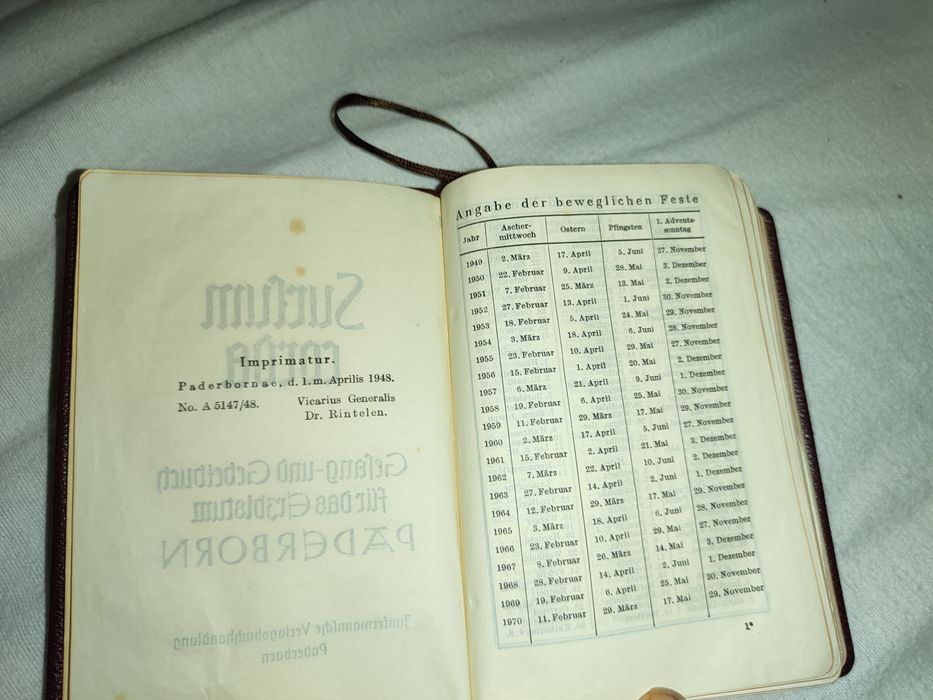 Sursum
corda
Imprimatur.
Paderbornae, d. 1. m. Aprilis 1948.
No. A 5147/48. Vicarius Generalis
Dr. Rintelen.
Gesang- und Gebetbuch
für das Erzbistum
PADERBORN
Junfermannsche Verlagsbuchhandlung
Paderborn
Angabe der beweglichen Feste
Jahr Ascher- mittwoch Ostern Pfingsten 1. Advents- sonntag
1949 2. März 17. April 5. Juni 27. November
1950 22. Februar 9. April 28. Mai 3. Dezember
1951 7. Februar 25. März 13. Mai 2. Dezember
1952 27. Februar 13. April 1. Juni 30. November
1953 18. Februar 5. April 24. Mai 29. November
1954 3. März 18. April 6. Juni 28. November
1955 23. Februar 10. April 29. Mai 27. November
1956 15. Februar 1. April 20. Mai 2. Dezember
1957 6. März 21. April 9. Juni 1. Dezember
1958 19. Februar 6. April 25. Mai 30. November
1959 11. Februar 29. März 17. Mai 29. November
1960 2. März 17. April 5. Juni 27. November
1961 15. Februar 2. April 21. Mai 3. Dezember
1962 7. März 22. April 10. Juni 2. Dezember
1963 27. Februar 14. April 2. Juni 1. Dezember
1964 12. Februar 29. März 17. Mai 29. November
1965 3. März 18. April 6. Juni 28. November
1966 23. Februar 10. April 29. Mai 27. November
1967 8. Februar 26. März 14. Mai 3. Dezember
1968 28. Februar 14. April 2. Juni 1. Dezember
1969 19. Februar 6. April 25. Mai 30. November
1970 11. Februar 29. März 17. Mai 29. November
1*